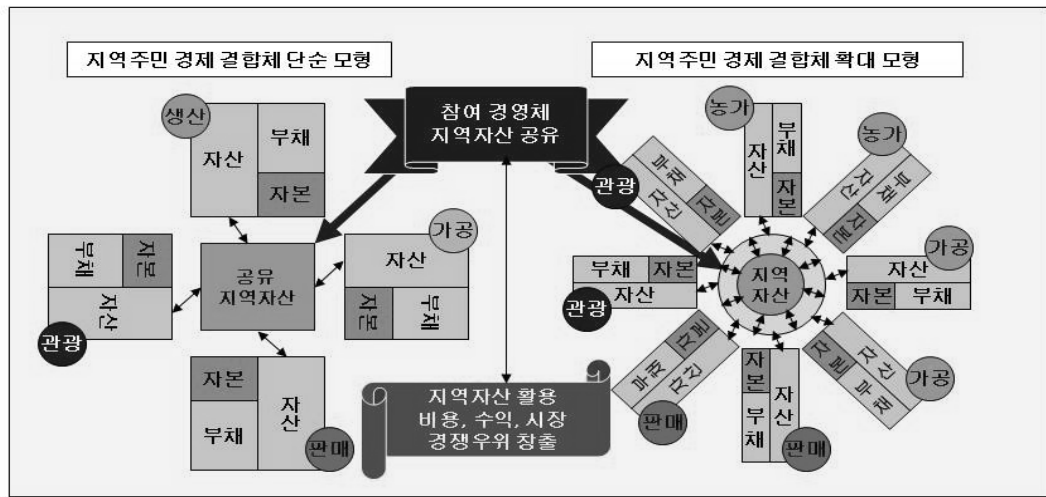 지역주민 경제 결합체 단순 모형
지역주민 경제 결합체 확대 모형
참여 경영체
지역자산 공유
생산
자산
부채
자본
가공
자산
자본
부채
부채
자본
자산
관광
공유
지역자산
자본
부채
자산
판매
지역자산 활용
비용, 수익, 시장
경쟁우위 창출
농가
자산
부채
자본
농가
자산
부채
자본
관광
부채
자산
자본
가공
자산
자본
부채
부채
자본
자산
관광
지역
자산
부채
자본
자산
판매
자본
부채
자산
판매
자산
자본
부채
가공